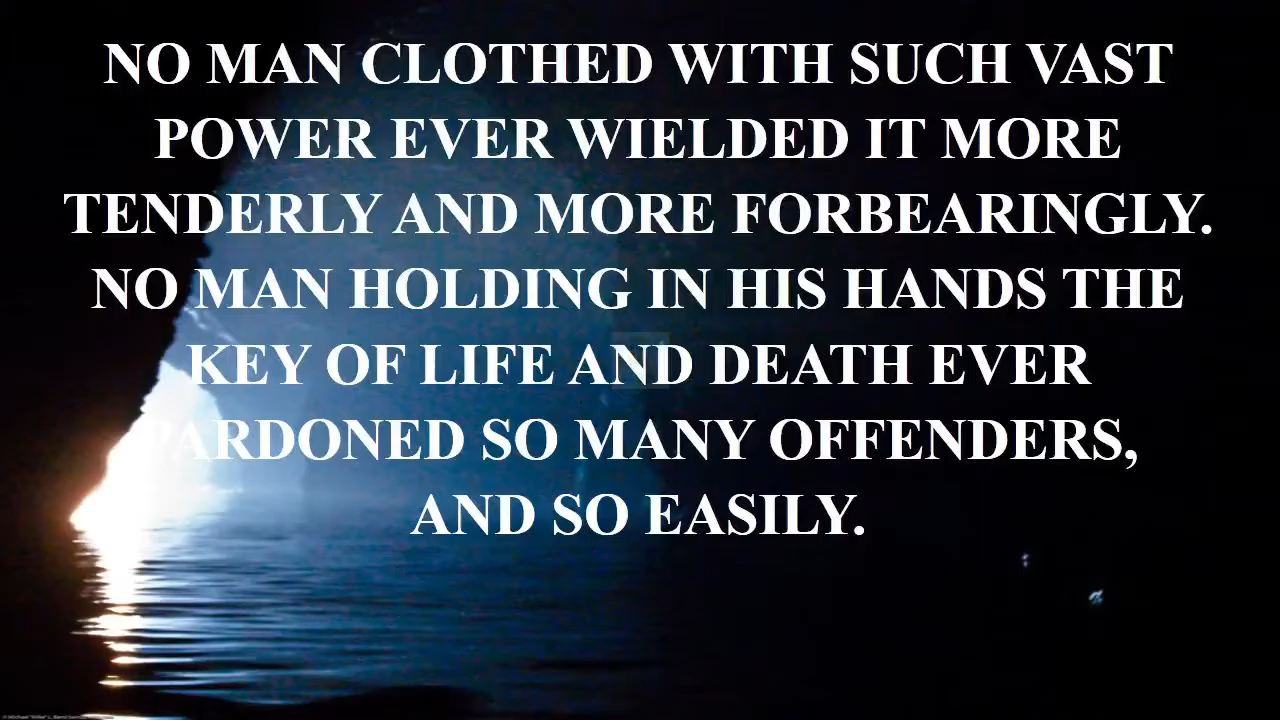 NO MAN CLOTHED WITH SUCH VAST
POWER EVER WIELDED IT MORE
TENDERLY AND MORE FORBEARINGLY.
NO MAN HOLDING IN HIS HANDS THE
KEY OF LIFE AND DEATH EVER
PARDONED SO MANY OFFENDERS,
AND SO EASILY.